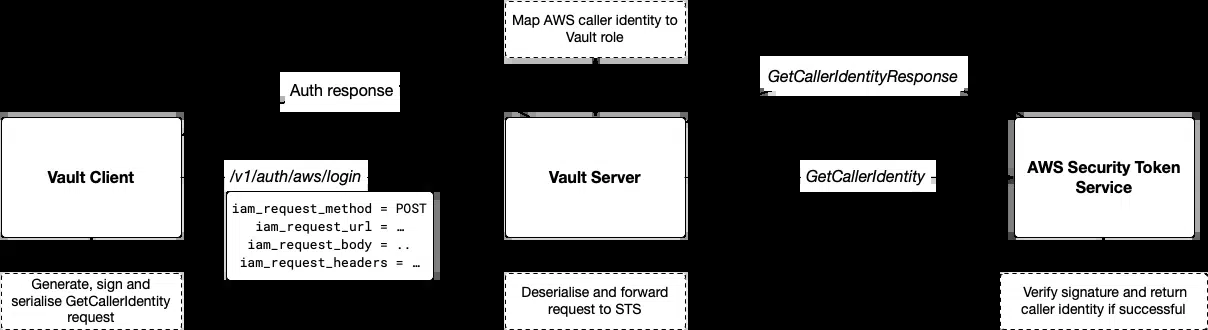 Map AWS caller identity to
Vault role
GetCallerIdentityResponse
Auth response
Vault Client
/v1/auth/aws/login
iam_request_method = POST
iam_request_url = …
iam_request_body = ..
iam_request_headers = …
Vault Server
GetCallerIdentity
AWS Security Token
Service
Generate, sign and
serialise GetCallerIdentity
request
Deserialise and forward
request to STS
Verify signature and return
caller identity if successful